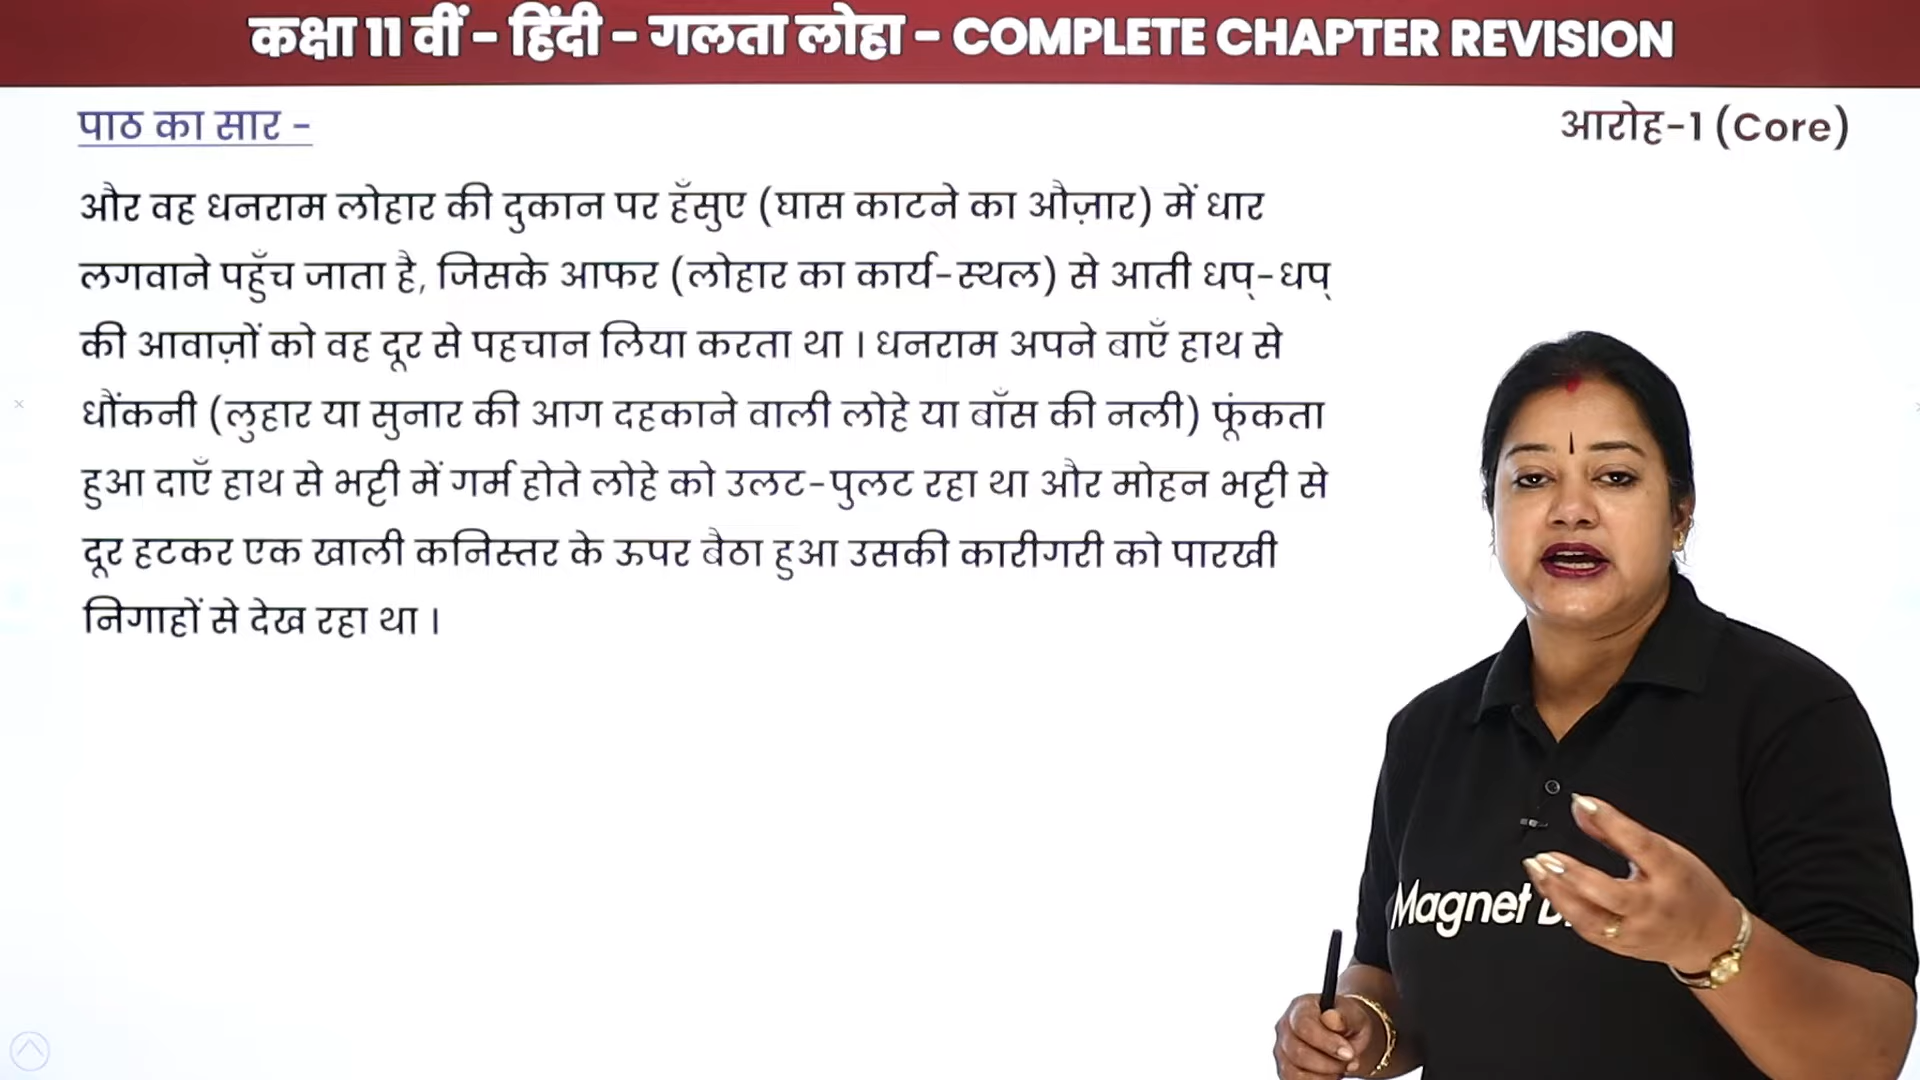 कक्षा 11 वीं - हिंदी - गलता लोहा - COMPLETE CHAPTER REVISION
पाठ का सार -
आरोह-1 (Core)
और वह धनराम लोहार की दुकान पर हँसुए (घास काटने का औज़ार) में धार
लगवाने पहुँच जाता है, जिसके आफर (लोहार का कार्य-स्थल) से आती धप्-धप्
की आवाज़ों को वह दूर से पहचान लिया करता था । धनराम अपने बाएँ हाथ से
धौंकनी (लुहार या सुनार की आग दहकाने वाली लोहे या बाँस की नली) फूंकता
हुआ दाएँ हाथ से भट्टी में गर्म होते लोहे को उलट-पुलट रहा था और मोहन भट्टी से
दूर हटकर एक खाली कनिस्तर के ऊपर बैठा हुआ उसकी कारीगरी को पारखी
निगाहों से देख रहा था ।
Magnet